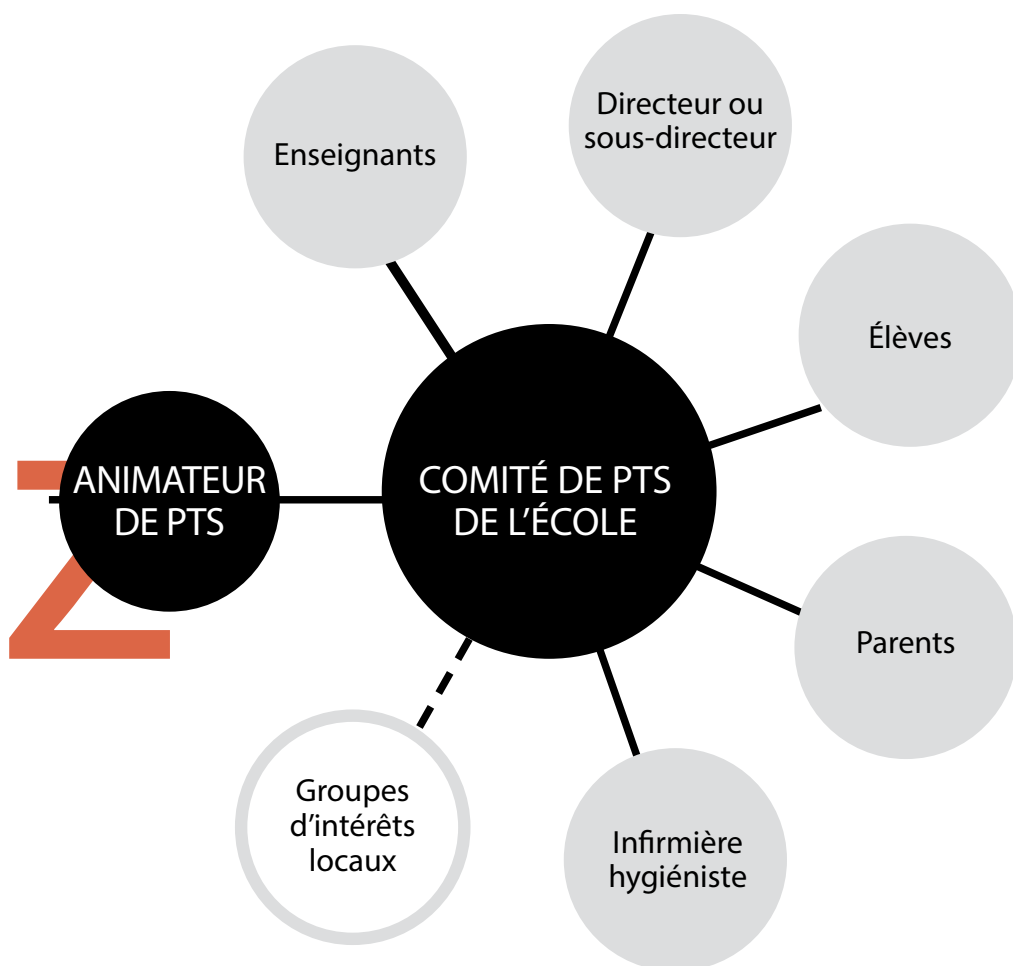 Directeur ou
sous-directeur
Enseignants
Élèves
ANIMATEUR
DE PTS
COMITÉ DE PTS
DE L'ÉCOLE
Parents
Groupes
d'intérêts
locaux
Infirmière
hygiéniste